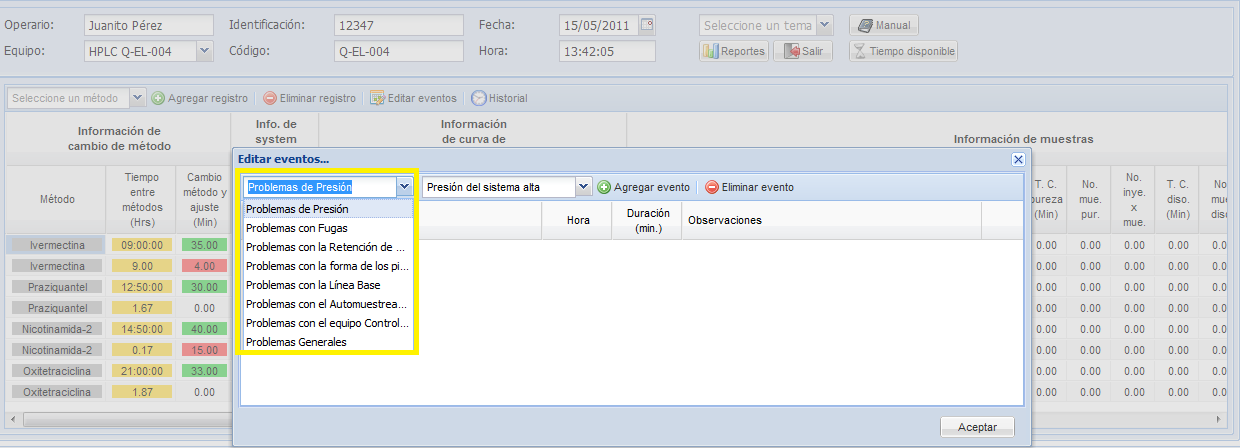 Operario: Juanito Pérez Identificación: 12347 Fecha: 15/05/2011 Seleccione un tema Manual
Equipo: HPLC Q-EL-004 Código: Q-EL-004 Hora: 13:42:05 Reportes Salir Tiempo disponible
Seleccione un método Agregar registro Eliminar registro Editar eventos Historial
Información de
cambio de método
Info. de
system
Información
de curva de
Información de muestras
Método
Tiempo
entre
métodos
(Hrs)
Cambio
método y
ajuste
(Min)
T. C.
pureza
(Min)
No.
mue.
pur.
No.
inye.
x
mue.
T. C.
diso.
(Min)
No
mu
dis
Ivermectina 09:00:00 35.00 0.00 0.00 0.00 0.00 0.0
Ivermectina 9.00 4.00 0.00 0.00 0.00 0.00 0.0
Praziquantel 12:50:00 30.00 0.00 0.00 0.00 0.00 0.0
Praziquantel 1.67 0.00 0.00 0.00 0.00 0.00 0.0
Nicotinamida-2 14:50:00 40.00 0.00 0.00 0.00 0.00 0.0
Nicotinamida-2 0.17 15.00 0.00 0.00 0.00 0.00 0.0
Oxitetraciclina 21:00:00 33.00 0.00 0.00 0.00 0.00 0.0
Oxitetraciclina 1.87 0.00 0.00 0.00 0.00 0.00 0.0
Editar eventos...
Problemas de Presión Presión del sistema alta Agregar evento Eliminar evento
Hora
Duración
(min.)
Observaciones
Problemas de Presión
Problemas con Fugas
Problemas con la Retención de ...
Problemas con la forma de los pi...
Problemas con la Línea Base
Problemas con el Automuestrea...
Problemas con el equipo Control...
Problemas Generales
Aceptar